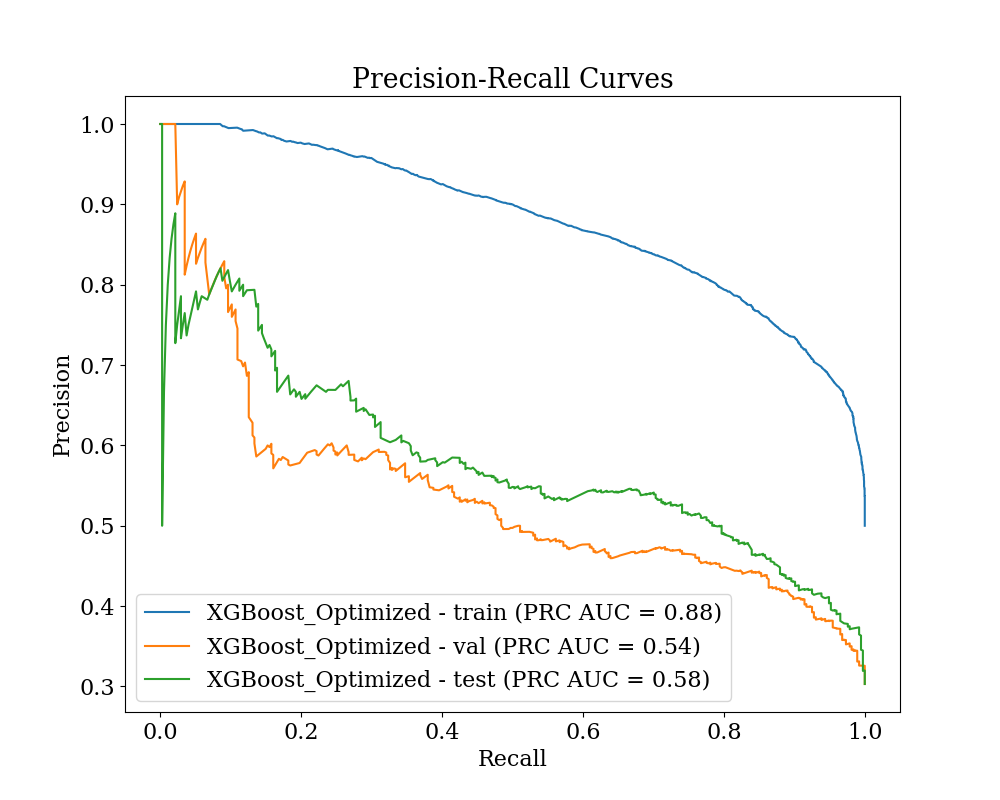 Precision-Recall Curves
1.0
0.9
0.8
0.7
0.6
0.5
0.4
0.3
Precision
XGBoost_Optimized - train (PRC AUC = 0.88)
XGBoost_Optimized - val (PRC AUC = 0.54)
XGBoost_Optimized - test (PRC AUC = 0.58)
0.0 0.2 0.4 0.6 0.8 1.0
Recall